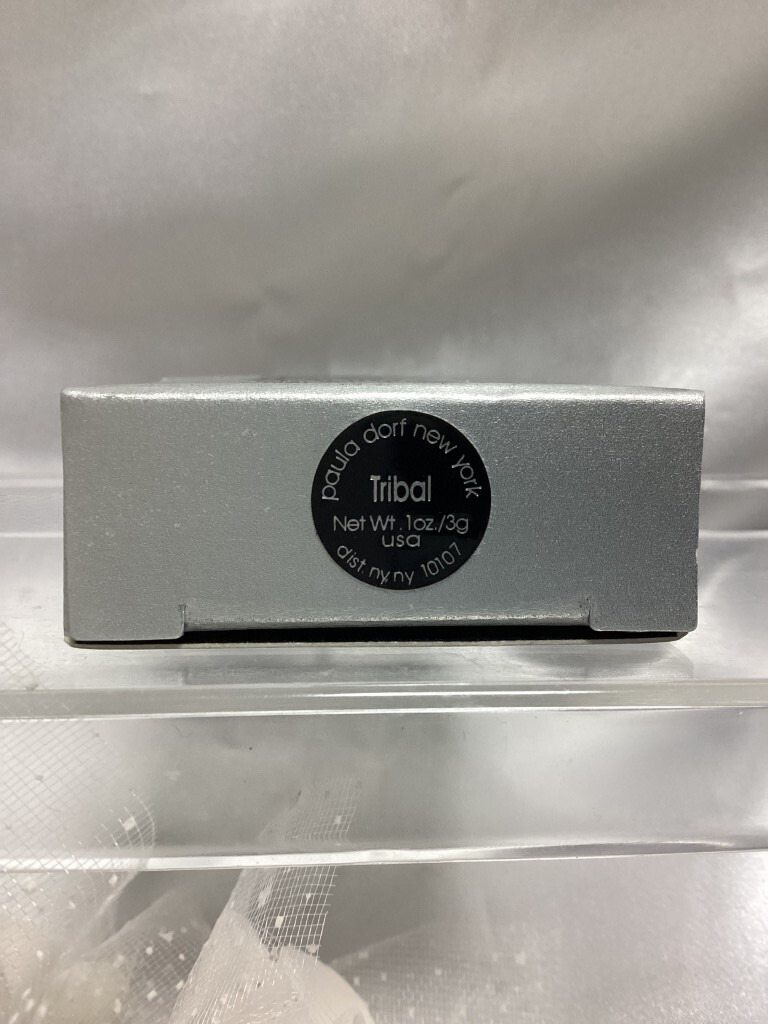 paula dorf new york
Tribal
Net Wt .1oz./3g
usa
dist. ny, ny 10107